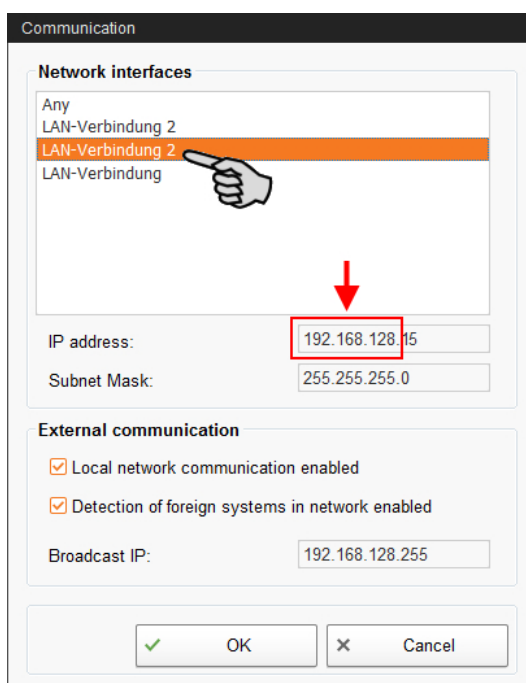 Communication
Network interfaces
Any
LAN-Verbindung 2
LAN-Verbindung 2
LAN-Verbindung
IP address: 192.168.128.15
Subnet Mask: 255.255.255.0
External communication
Local network communication enabled
Detection of foreign systems in network enabled
Broadcast IP: 192.168.128.255
OK Cancel